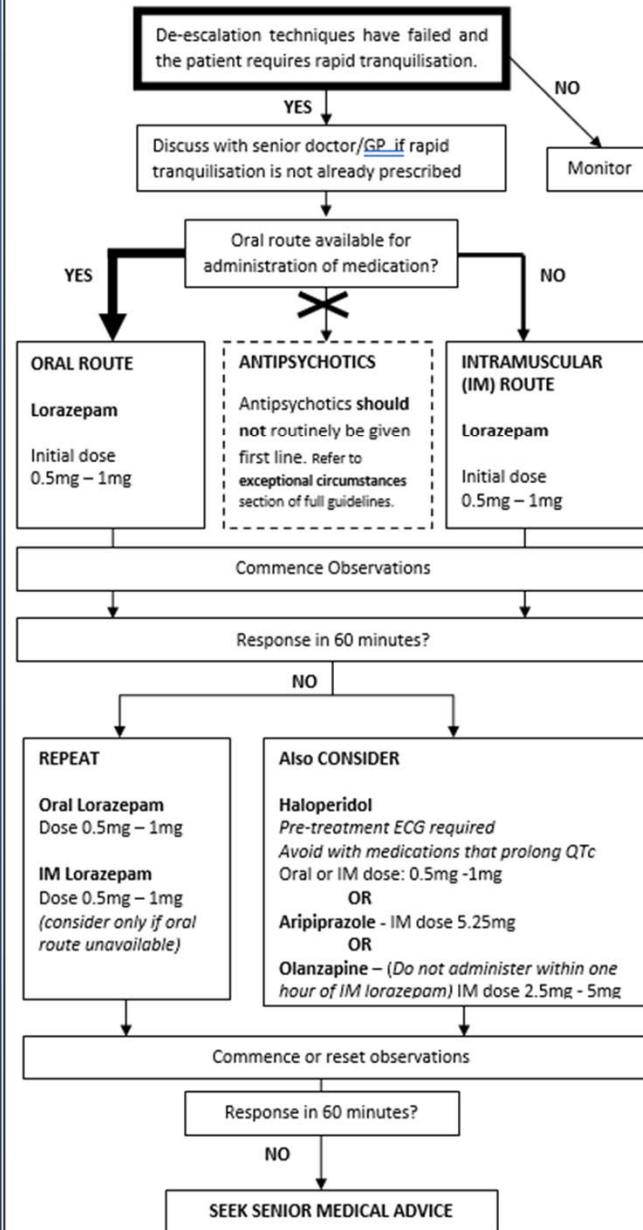 De-escalation techniques have failed and
the patient requires rapid tranquilisation.
NO
YES
Discuss with senior doctor/GP if rapid
tranquilisation is not already prescribed
Monitor
Oral route available for
administration of medication?
YES
NO
ORAL ROUTE
Lorazepam
Initial dose
0.5mg – 1mg
ANTIPSYCHOTICS
Antipsychotics should
not routinely be given
first line. Refer to
exceptional circumstances
section of full guidelines.
INTRAMUSCULAR
(IM) ROUTE
Lorazepam
Initial dose
0.5mg – 1mg
Commence Observations
Response in 60 minutes?
NO
REPEAT
Oral Lorazepam
Dose 0.5mg – 1mg
IM Lorazepam
Dose 0.5mg – 1mg
(consider only if oral
route unavailable)
Also CONSIDER
Haloperidol
Pre-treatment ECG required
Avoid with medications that prolong QTc
Oral or IM dose: 0.5mg -1mg
OR
Aripiprazole - IM dose 5.25mg
OR
Olanzapine – (Do not administer within one
hour of IM lorazepam) IM dose 2.5mg - 5mg
Commence or reset observations
Response in 60 minutes?
NO
SEEK SENIOR MEDICAL ADVICE